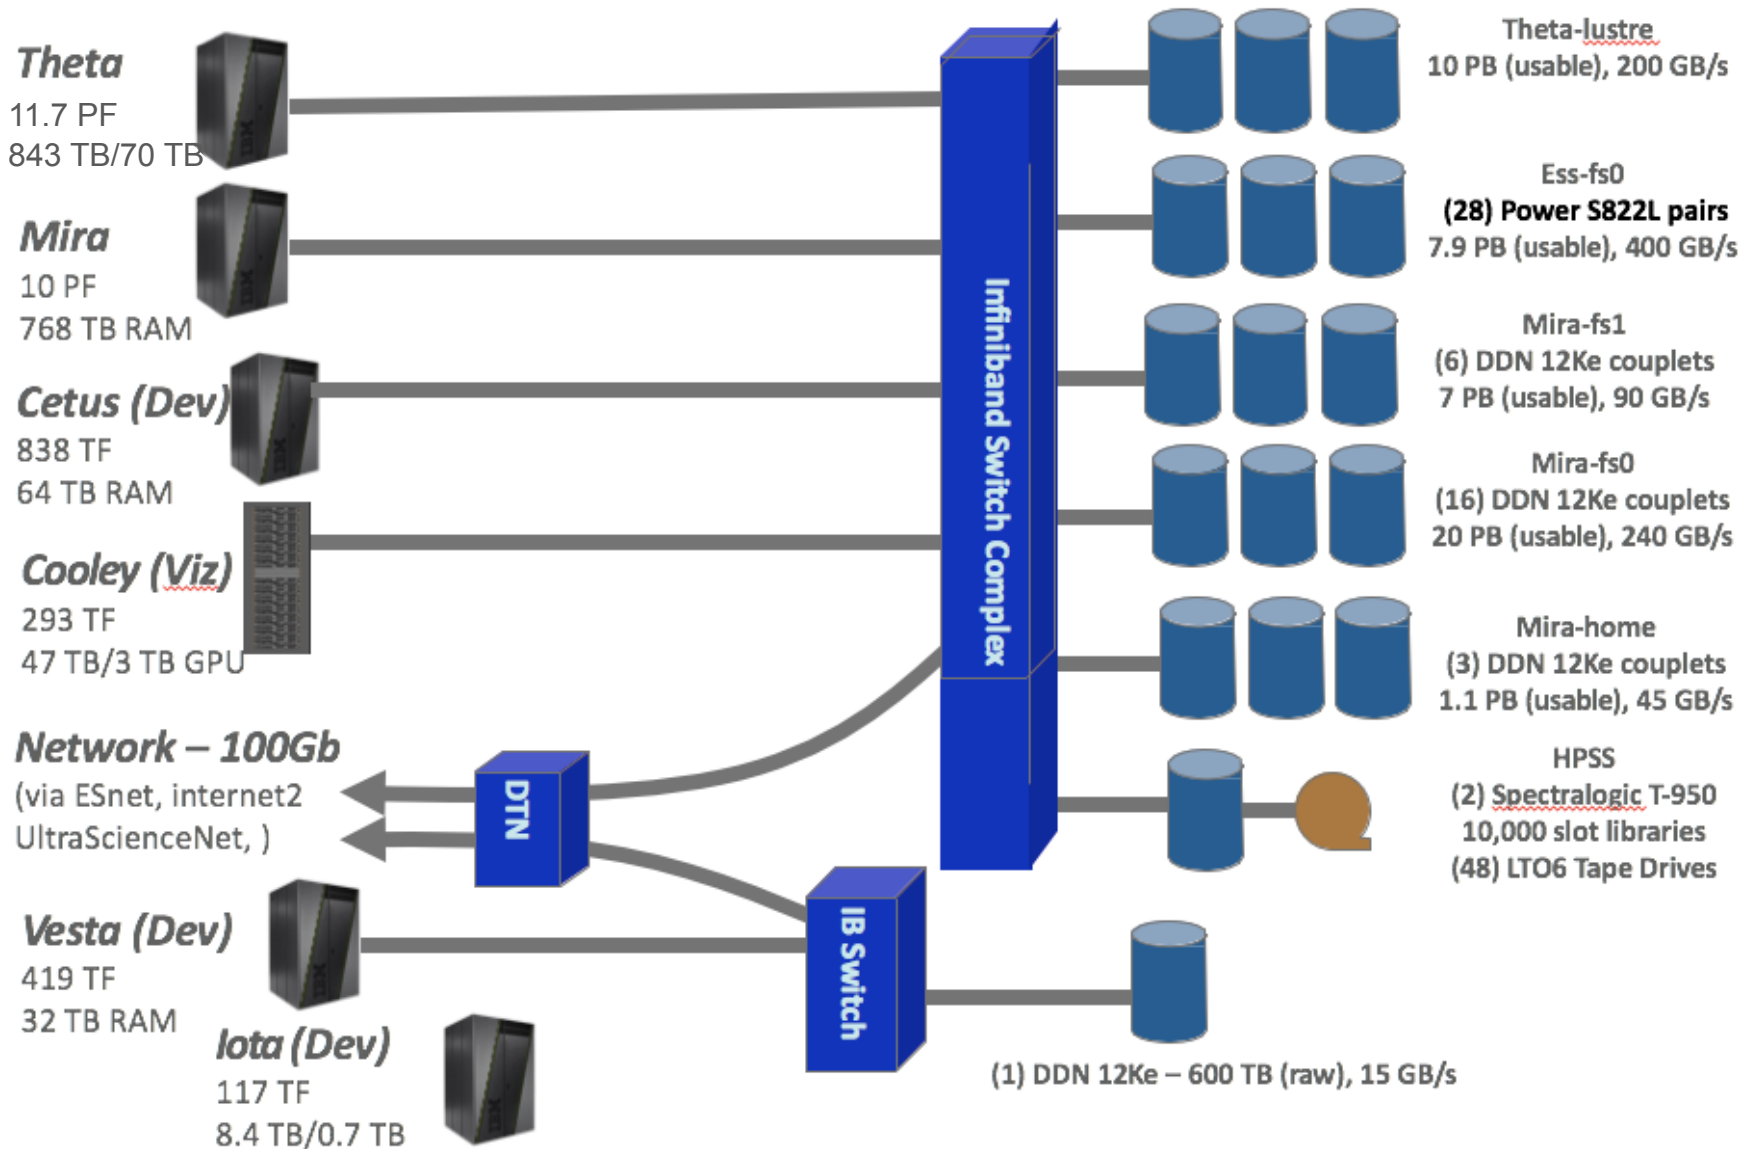 Theta
11.7 PF
843 TB/70 TB
Mira
10 PF
768 TB RAM
Cetus (Dev)
838 TF
64 TB RAM
Cooley (Viz)
293 TF
47 TB/3 TB GPU
Network – 100Gb
(via ESnet, internet2
UltraScienceNet, )
Vesta (Dev)
419 TF
32 TB RAM
Iota (Dev)
117 TF
8.4 TB/0.7 TB
IBM
IBM
IBM
IBM
IBM
DTN
IB Switch
Infiniband Switch Complex
Theta-lustre
10 PB (usable), 200 GB/s
Ess-fs0
(28) Power S822L pairs
7.9 PB (usable), 400 GB/s
Mira-fs1
(6) DDN 12Ke couplets
7 PB (usable), 90 GB/s
Mira-fs0
(16) DDN 12Ke couplets
20 PB (usable), 240 GB/s
Mira-home
(3) DDN 12Ke couplets
1.1 PB (usable), 45 GB/s
HPSS
(2) Spectralogic T-950
10,000 slot libraries
(48) LTO6 Tape Drives
(1) DDN 12Ke – 600 TB (raw), 15 GB/s